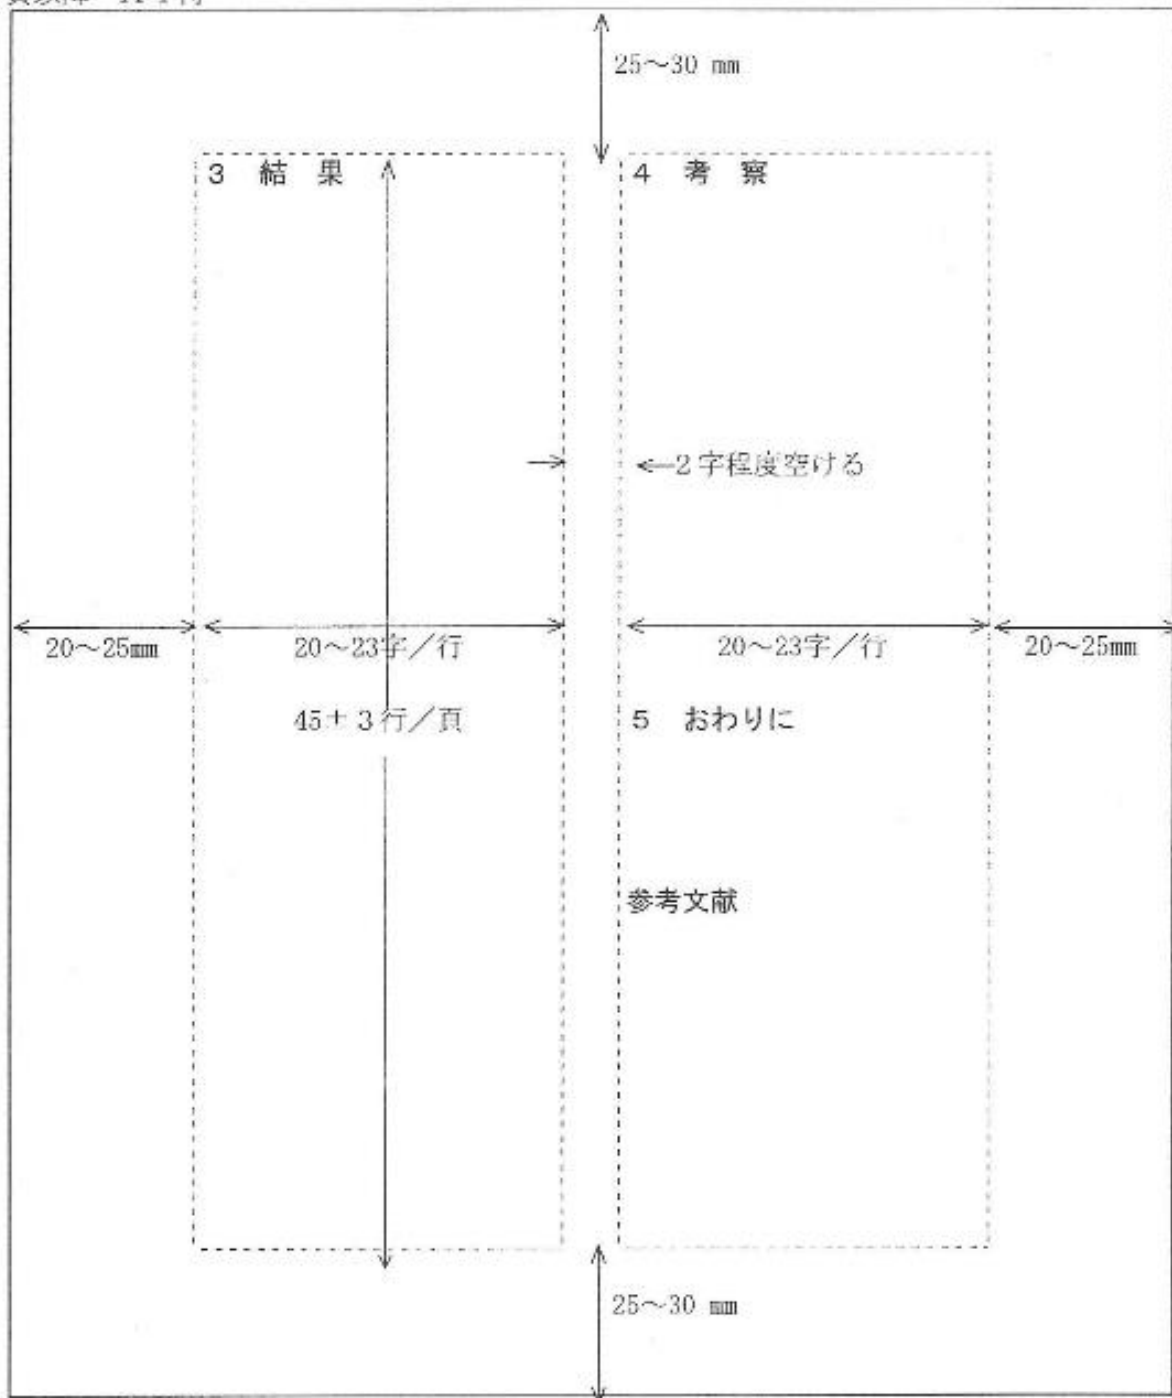 25～30 mm
3 結 果
4 考 察
←2字程度空ける
20～25mm
20～23字／行
20～23字／行
20～25mm
45±3行／頁
5 おわりに
参考文献
25～30 mm